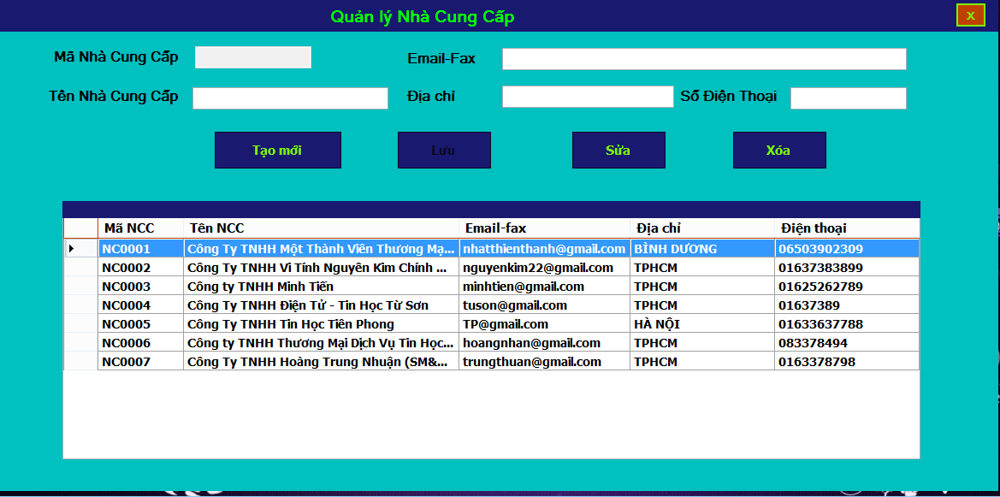 Quản lý Nhà Cung Cấp X
Mã Nhà Cung Cấp Email-Fax
Tên Nhà Cung Cấp Địa chỉ Số Điện Thoại
Tạo mới Lưu Sửa Xóa
Mã NCC Tên NCC Email-fax Địa chỉ Điện thoại
NC0001 Công Ty TNHH Một Thành Viên Thương Mạ... nhatthienthanh@gmail.com BÌNH DƯƠNG 06503902309
NC0002 Công Ty TNHH Vi Tính Nguyên Kim Chính ... nguyenkim22@gmail.com TPHCM 01637383899
NC0003 Công ty TNHH Minh Tiến minhtien@gmail.com TPHCM 01625262789
NC0004 Công Ty TNHH Điện Tử - Tin Học Từ Sơn tuson@gmail.com TPHCM 01637389
NC0005 Công Ty TNHH Tin Học Tiên Phong TP@gmail.com HÀ NỘI 01633637788
NC0006 Công ty TNHH Thương Mại Dịch Vụ Tin Học... hoangnhan@gmail.com TPHCM 083378494
NC0007 Công Ty TNHH Hoàng Trung Nhuận (SM&... trungthuan@gmail.com TPHCM 0163378798